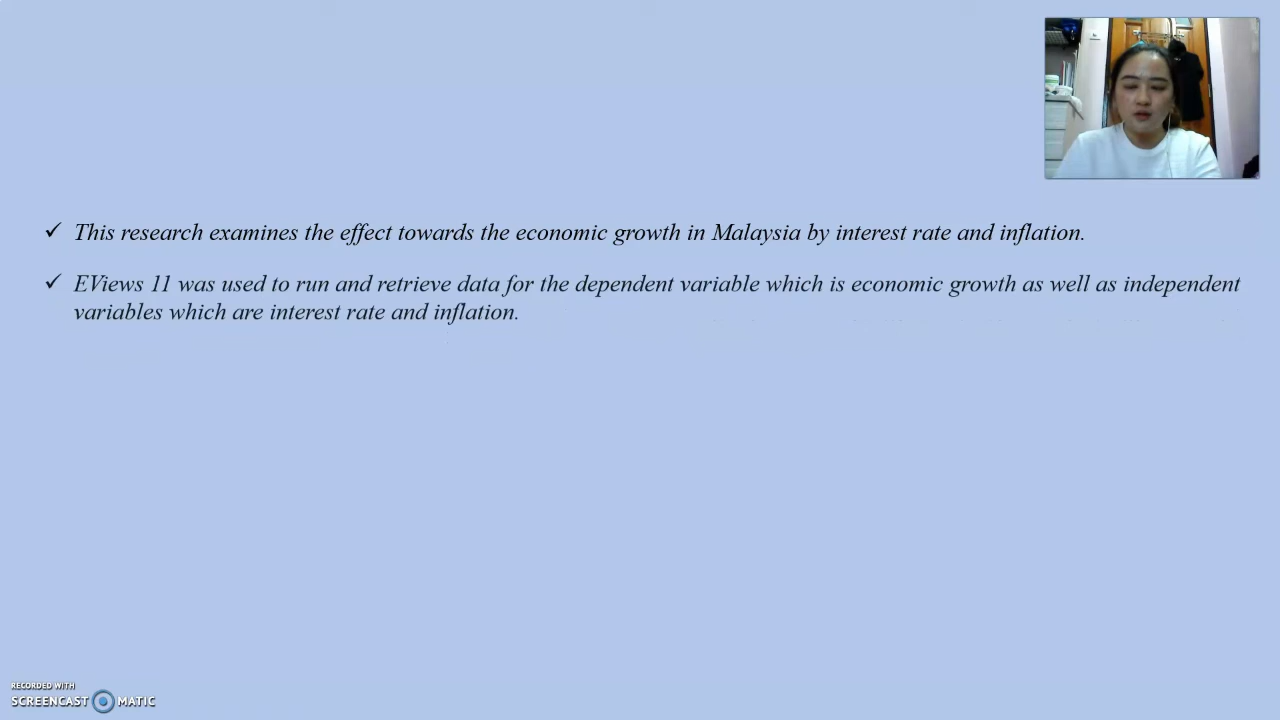 This research examines the effect towards the economic growth in Malaysia by interest rate and inflation.
EViews 11 was used to run and retrieve data for the dependent variable which is economic growth as well as independent
variables which are interest rate and inflation.
RECORDED WITH
SCREENCAST MATIC